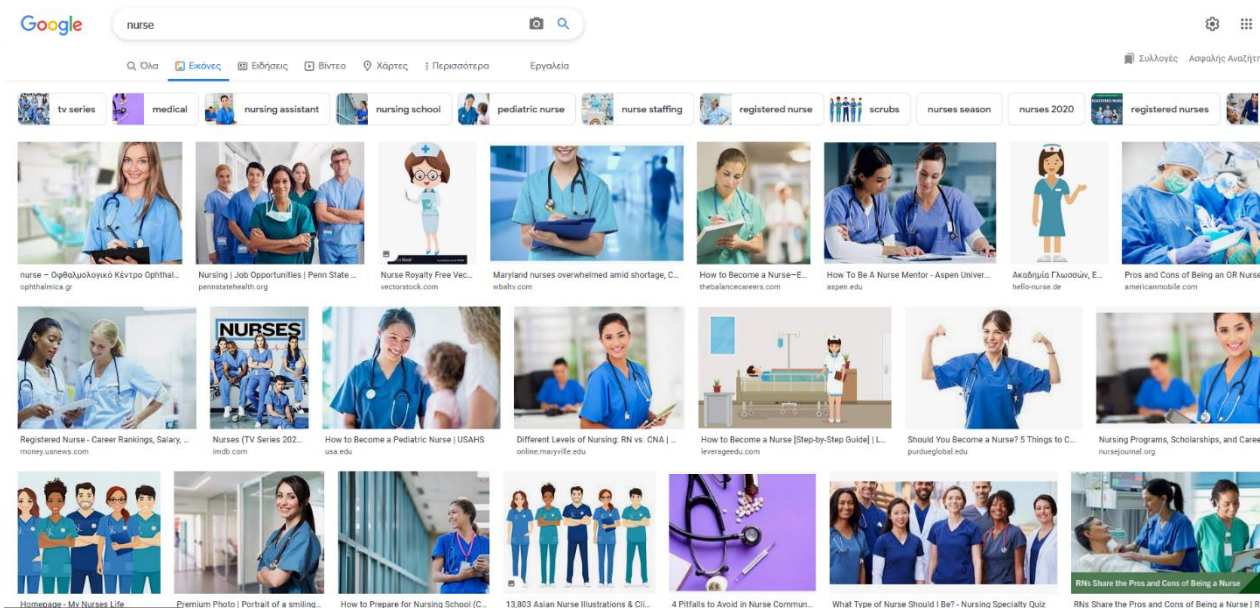 Google
nurse
Όλα Εικόνες Ειδήσεις Βίντεο Χάρτες Περισσότερα Εργαλεία
Συλλογές Ασφαλής Αναζήτη
tv series medical nursing assistant nursing school pediatric nurse nurse staffing registered nurse scrubs nurses season nurses 2020 registered nurses
nurse – Οφθαλμολογικό Κέντρο Ophthal...
ophthalmica.gr
Nursing | Job Opportunities | Penn State ...
pennstatehealth.org
Nurse Royalty Free Vec...
vectorstock.com
Maryland nurses overwhelmed amid shortage, C...
wbaltv.com
How to Become a Nurse—E...
thebalancecareers.com
How To Be A Nurse Mentor - Aspen Univer...
aspen.edu
Ακαδημία Γλωσσών, Ε...
hello-nurse.de
Pros and Cons of Being an OR Nurse
americanmobile.com
NURSES
Registered Nurse - Career Rankings, Salary, ...
money.usnews.com
Nurses (TV Series 202...
imdb.com
How to Become a Pediatric Nurse | USAHS
usa.edu
Different Levels of Nursing: RN vs. CNA | ...
online.maryville.edu
How to Become a Nurse [Step-by-Step Guide] | L...
leverageedu.com
Should You Become a Nurse? 5 Things to C...
purdueglobal.edu
Nursing Programs, Scholarships, and Caree
nursejournal.org
RNs Share the Pros and Cons of Being a Nurse
Homepage - My Nurses Life
Premium Photo | Portrait of a smiling...
How to Prepare for Nursing School (C...
13,803 Asian Nurse Illustrations & Cli...
4 Pitfalls to Avoid in Nurse Commun...
What Type of Nurse Should I Be? - Nursing Specialty Quiz
RNs Share the Pros and Cons of Being a Nurse |